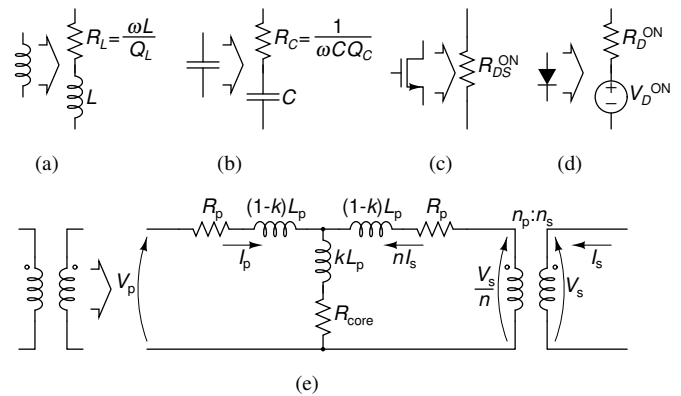 R_L = ωL/Q_L
L
(a)
R_C = 1/ωCQ_C
C
(b)
R_DS^ON
(c)
R_D^ON
+
−
V_D^ON
(d)
R_p (1-k)L_p (1-k)L_p R_p n_p:n_s
I_p nI_s I_s
V_p kL_p V_s/n V_s
R_core
(e)